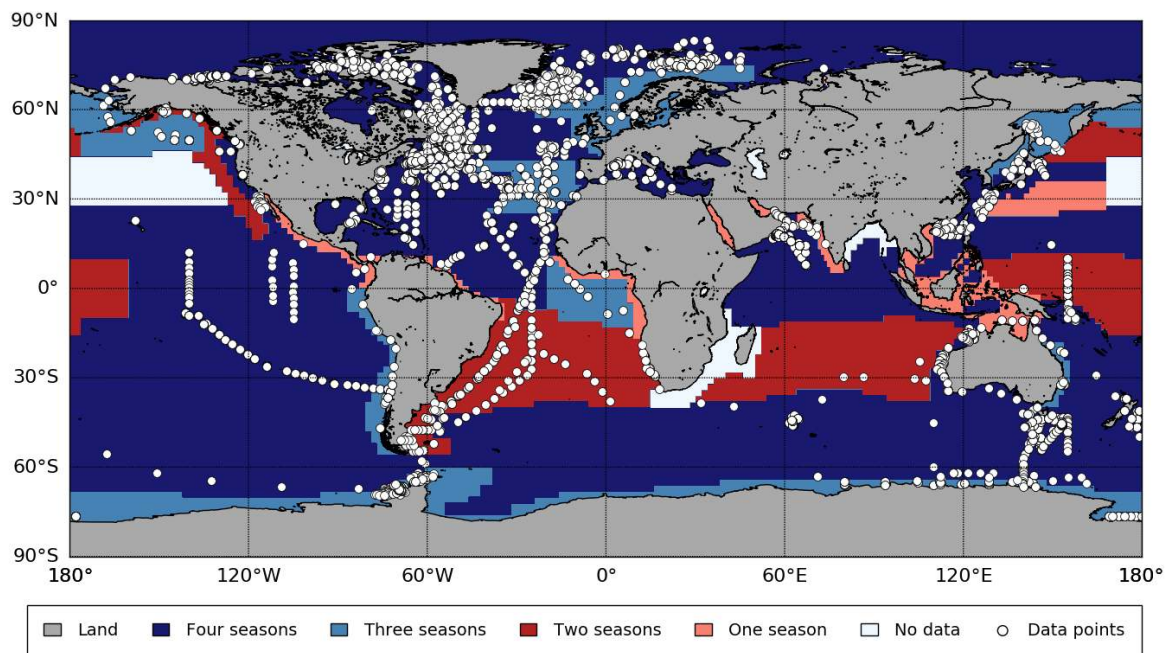 90°N
60°N
30°N
0°
30°S
60°S
90°S
180° 120°W 60°W 0° 60°E 120°E 180°
Land Four seasons Three seasons Two seasons One season No data Data points